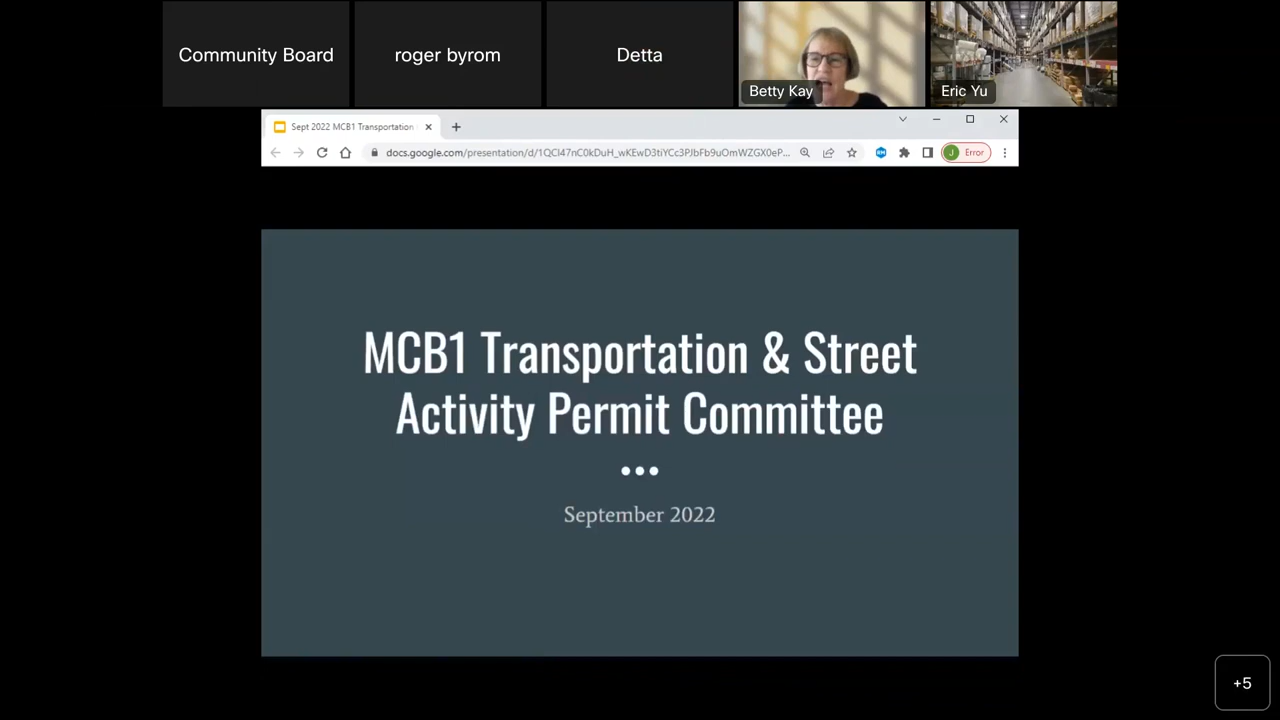 Community Board
roger byrom
Detta
Betty Kay
Eric Yu
Sept 2022 MCB1 Transportation
docs.google.com/presentation/d/1QCl47nC0kDuH_wKEwD3tiYCc3PJbFb9uOmWZGX0eP...
J
Error
MCB1 Transportation & Street
Activity Permit Committee
September 2022
+5